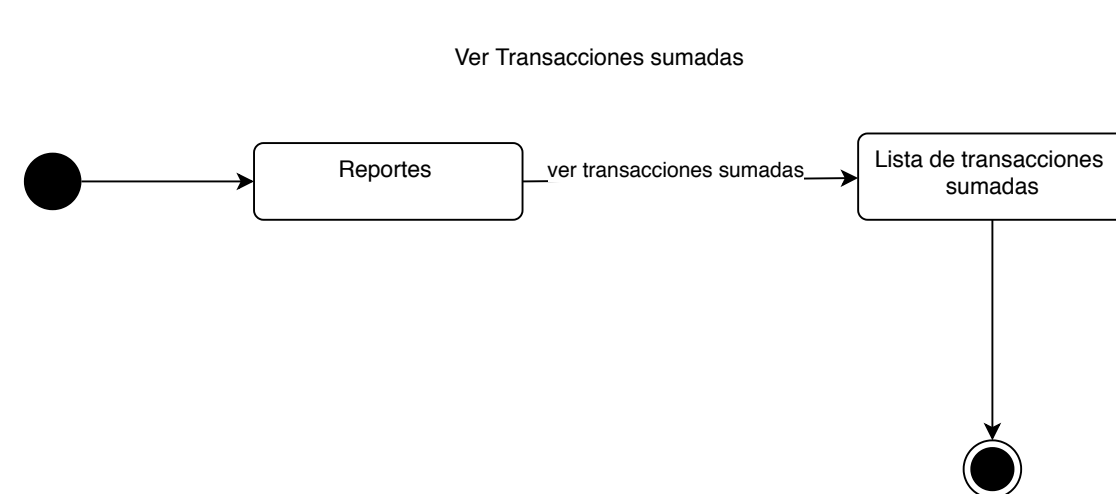 Ver Transacciones sumadas
Reportes
ver transacciones sumadas
Lista de transacciones
sumadas